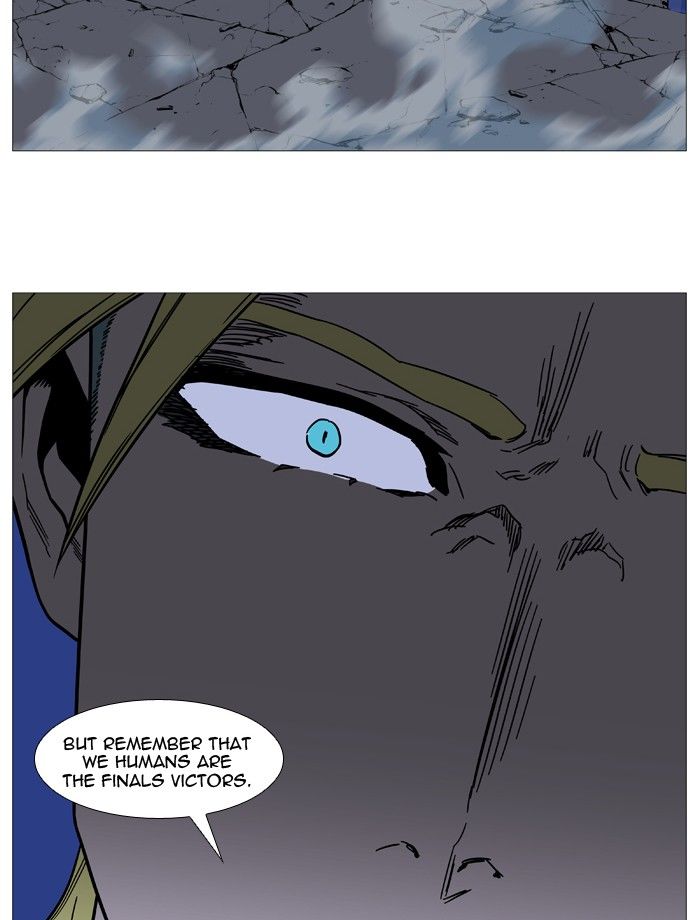 BUT REMEMBER THAT
WE HUMANS ARE
THE FINALS VICTORS.